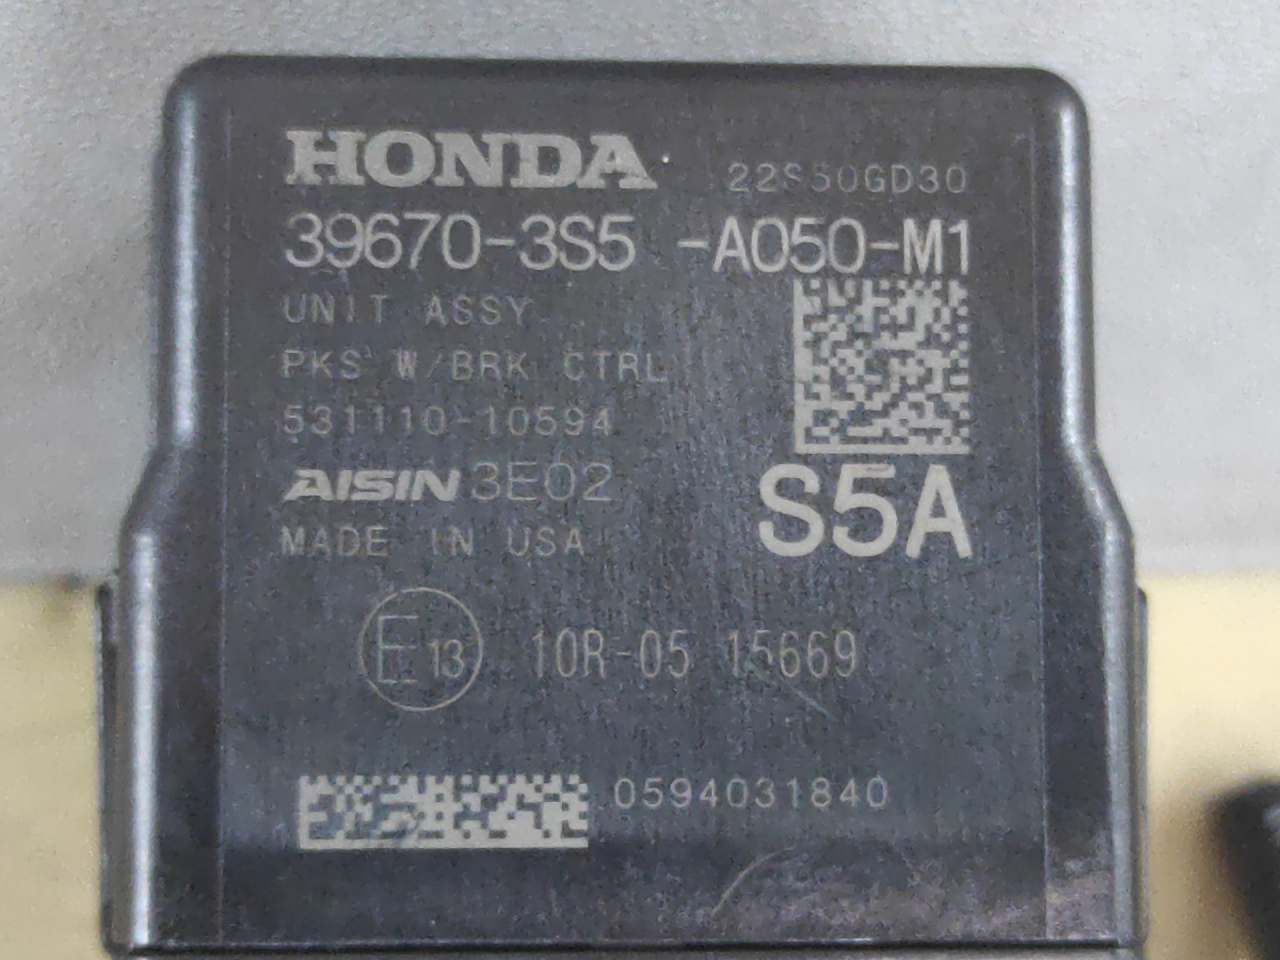 HONDA 22S50GD30
39670-3S5 -A050-M1
UNIT ASSY
PKS W/BRK CTRL
531110-10594
AISIN 3E02
S5A
MADE IN USA
E 13 10R-05 15669
0594031840